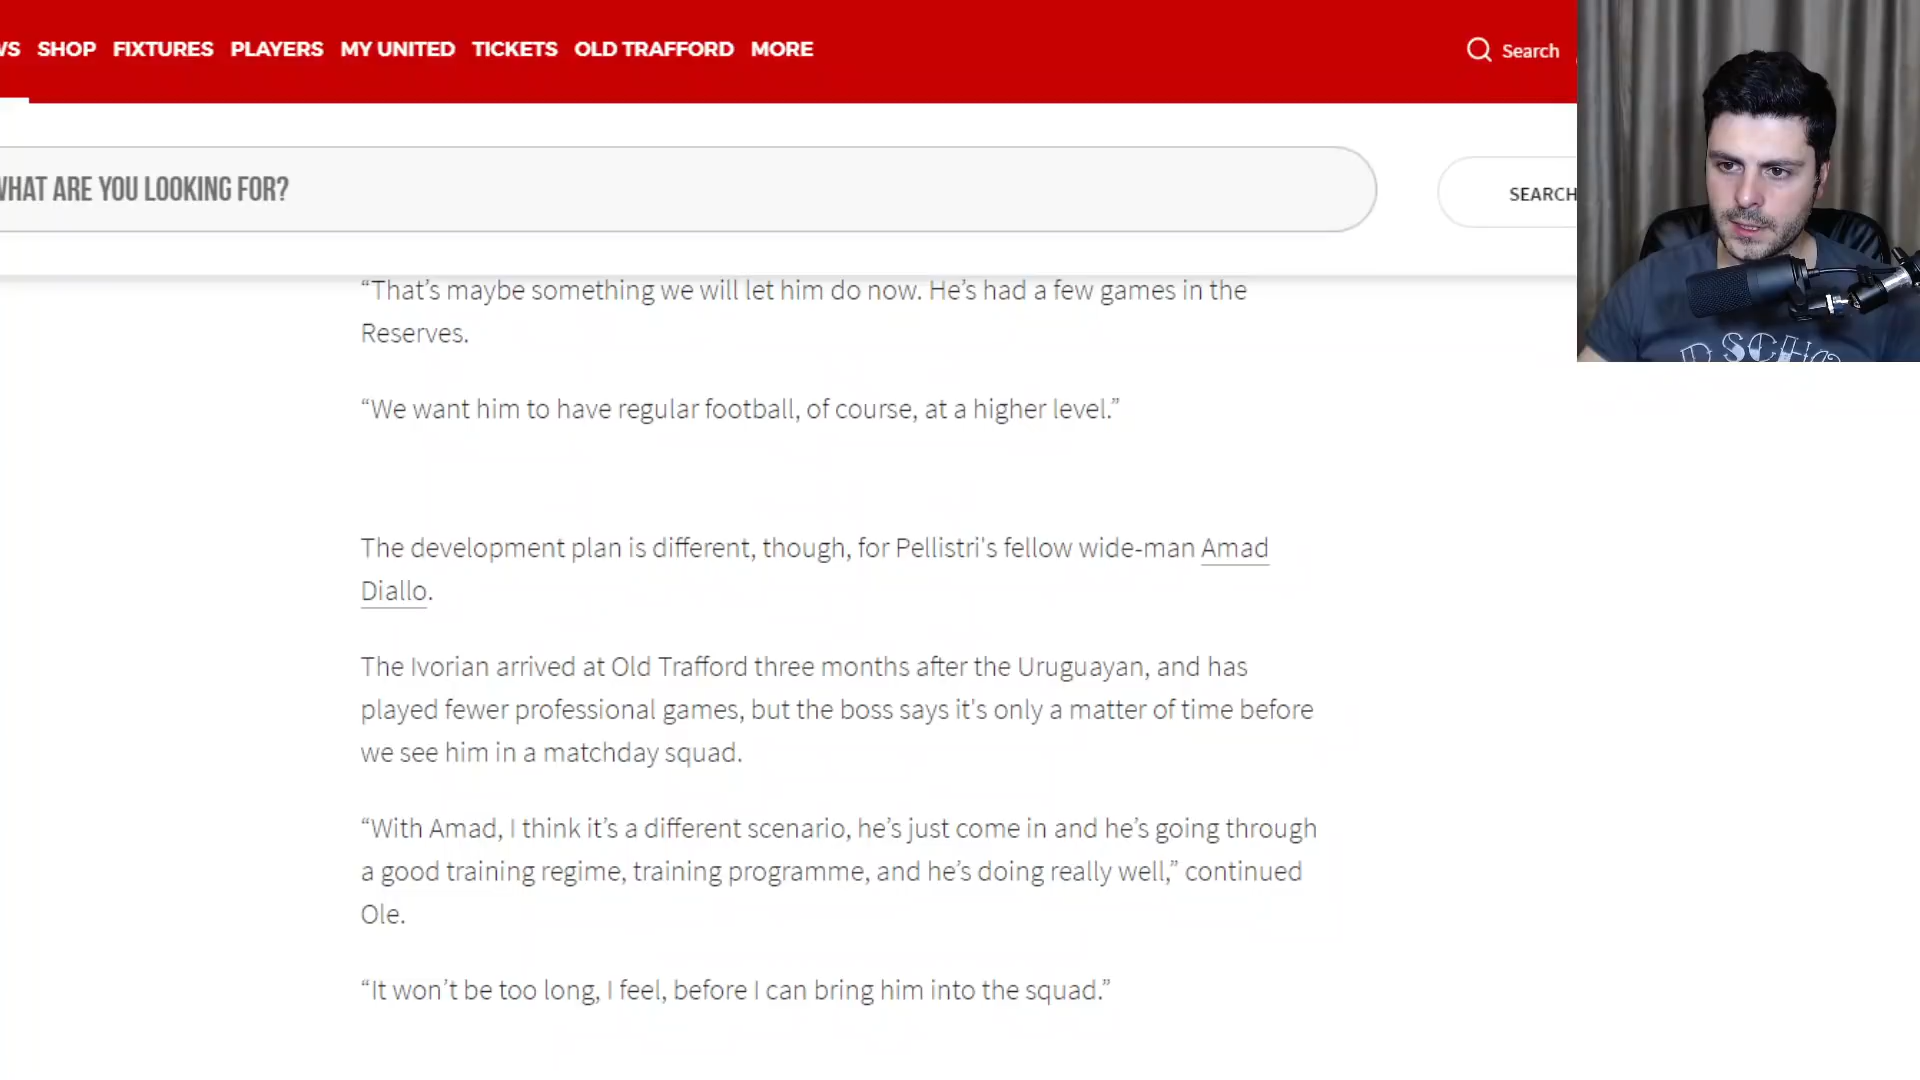 SHOP FIXTURES PLAYERS MY UNITED TICKETS OLD TRAFFORD MORE Search
WHAT ARE YOU LOOKING FOR? SEARCH
“That’s maybe something we will let him do now. He’s had a few games in the
Reserves.
“We want him to have regular football, of course, at a higher level.”
The development plan is different, though, for Pellistri's fellow wide-man Amad
Diallo.
The Ivorian arrived at Old Trafford three months after the Uruguayan, and has
played fewer professional games, but the boss says it's only a matter of time before
we see him in a matchday squad.
“With Amad, I think it’s a different scenario, he’s just come in and he’s going through
a good training regime, training programme, and he’s doing really well,” continued
Ole.
“It won’t be too long, I feel, before I can bring him into the squad.”